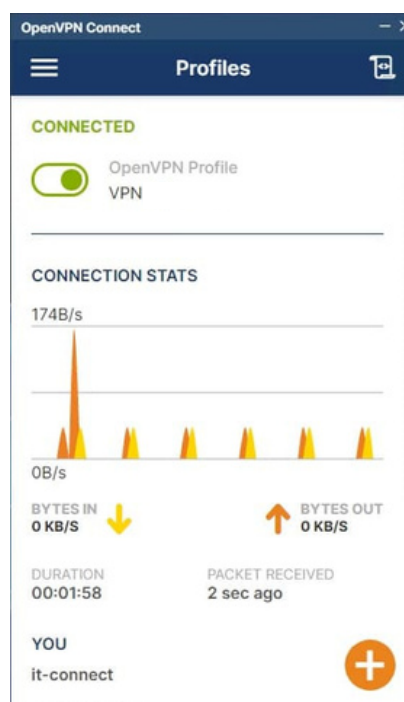 OpenVPN Connect
Profiles
CONNECTED
OpenVPN Profile
VPN
CONNECTION STATS
174B/s
0B/s
BYTES IN
0 KB/S
BYTES OUT
0 KB/S
DURATION
00:01:58
PACKET RECEIVED
2 sec ago
YOU
it-connect